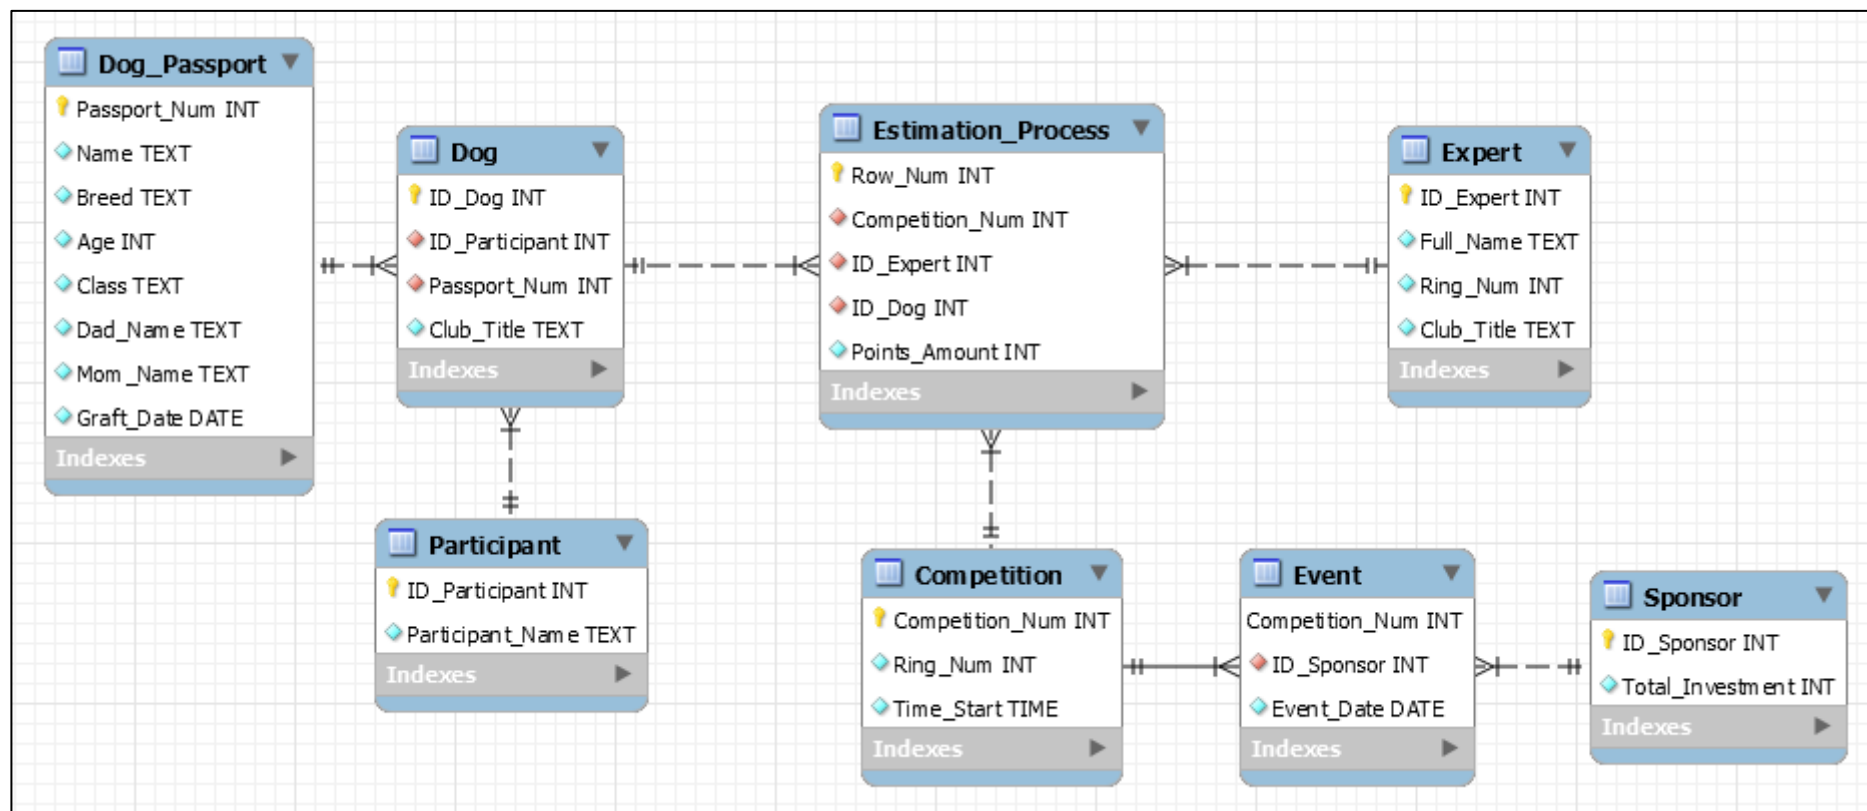 Dog_Passport
Passport_Num INT
Name TEXT
Breed TEXT
Age INT
Class TEXT
Dad_Name TEXT
Mom_Name TEXT
Graft_Date DATE
Indexes
Dog
ID_Dog INT
ID_Participant INT
Passport_Num INT
Club_Title TEXT
Indexes
Participant
ID_Participant INT
Participant_Name TEXT
Indexes
Estimation_Process
Row_Num INT
Competition_Num INT
ID_Expert INT
ID_Dog INT
Points_Amount INT
Indexes
Expert
ID_Expert INT
Full_Name TEXT
Ring_Num INT
Club_Title TEXT
Indexes
Competition
Competition_Num INT
Ring_Num INT
Time_Start TIME
Indexes
Event
Competition_Num INT
ID_Sponsor INT
Event_Date DATE
Indexes
Sponsor
ID_Sponsor INT
Total_Investment INT
Indexes